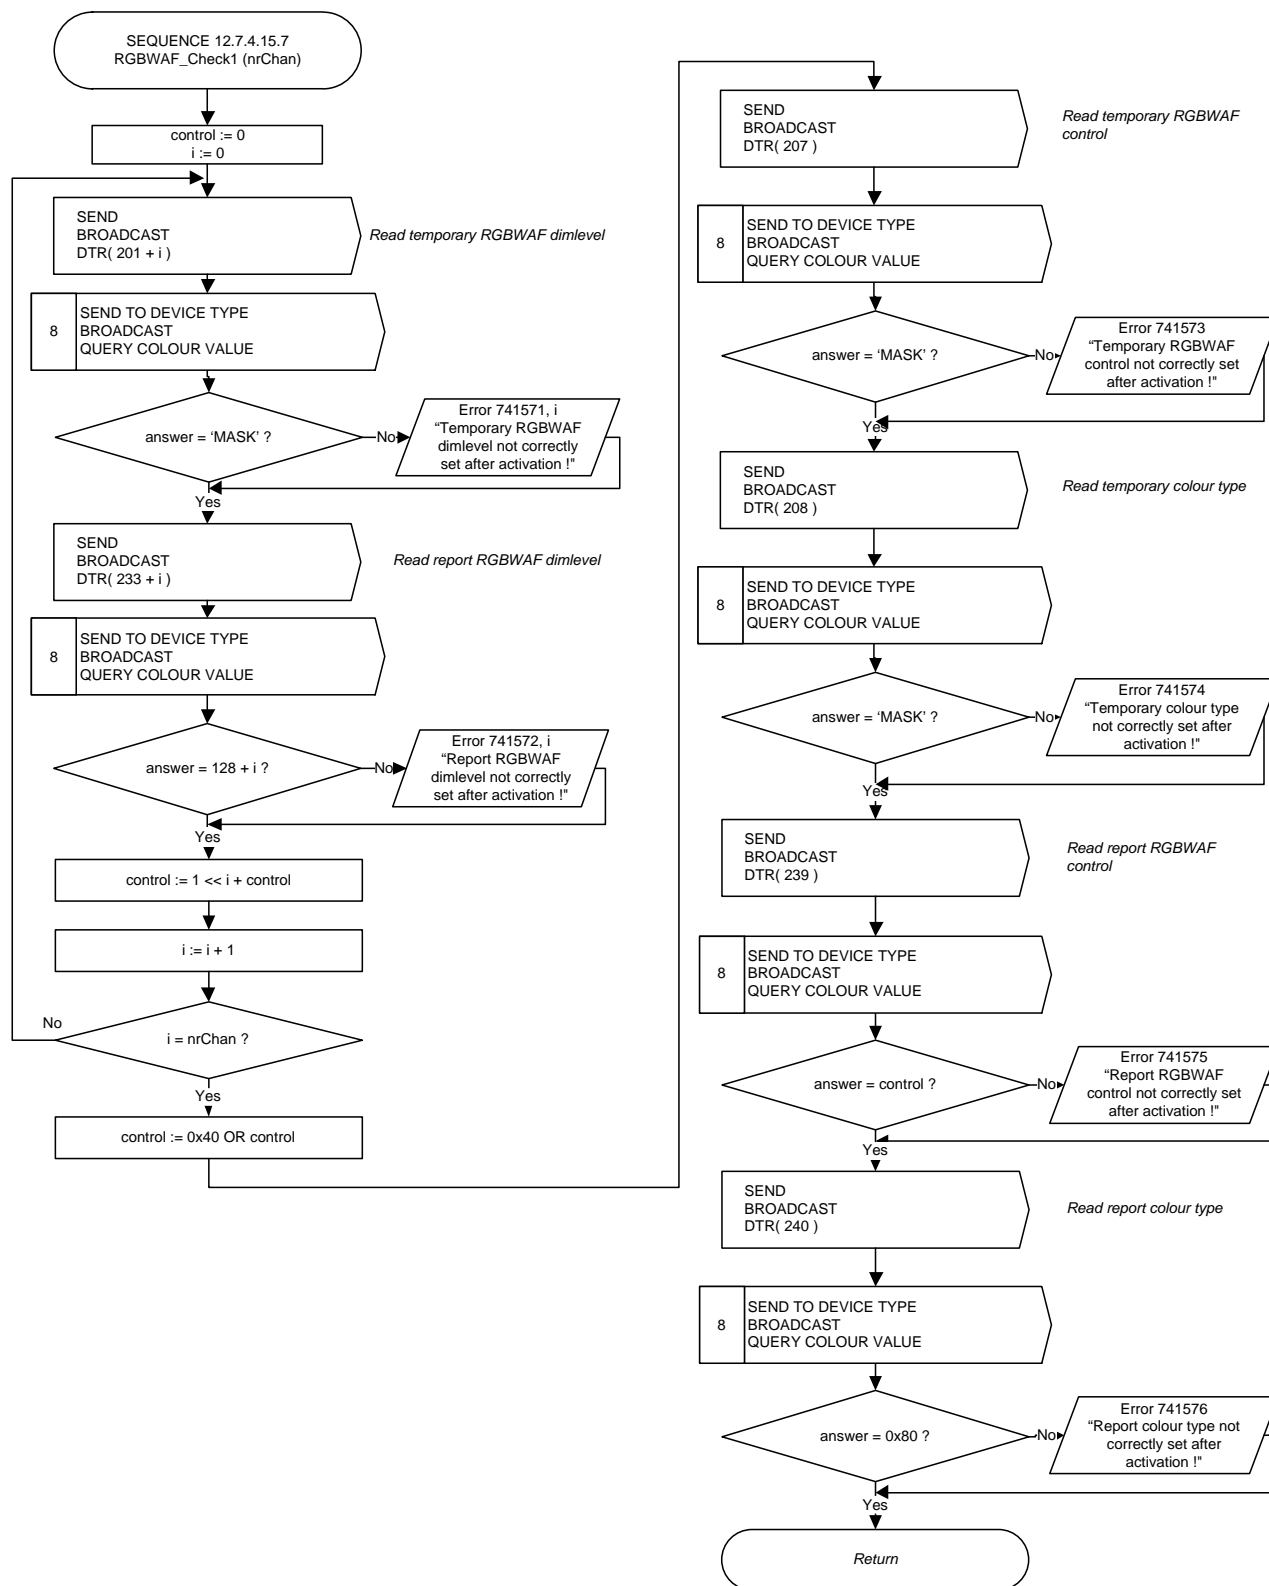 SEQUENCE 12.7.4.15.7
RGBWAF_Check1 (nrChan)
control := 0
i := 0
SEND
BROADCAST
DTR( 201 + i )
Read temporary RGBWAF dimlevel
8
SEND TO DEVICE TYPE
BROADCAST
QUERY COLOUR VALUE
answer = ‘MASK’ ?
No
Error 741571, i
“Temporary RGBWAF
dimlevel not correctly
set after activation !"
Yes
SEND
BROADCAST
DTR( 233 + i )
Read report RGBWAF dimlevel
8
SEND TO DEVICE TYPE
BROADCAST
QUERY COLOUR VALUE
answer = 128 + i ?
No
Error 741572, i
“Report RGBWAF
dimlevel not correctly
set after activation !"
Yes
control := 1 << i + control
i := i + 1
i = nrChan ?
No
Yes
control := 0x40 OR control
SEND
BROADCAST
DTR( 207 )
Read temporary RGBWAF
control
8
SEND TO DEVICE TYPE
BROADCAST
QUERY COLOUR VALUE
answer = ‘MASK’ ?
No
Error 741573
“Temporary RGBWAF
control not correctly set
after activation !"
Yes
SEND
BROADCAST
DTR( 208 )
Read temporary colour type
8
SEND TO DEVICE TYPE
BROADCAST
QUERY COLOUR VALUE
answer = ‘MASK’ ?
No
Error 741574
“Temporary colour type
not correctly set after
activation !"
Yes
SEND
BROADCAST
DTR( 239 )
Read report RGBWAF
control
8
SEND TO DEVICE TYPE
BROADCAST
QUERY COLOUR VALUE
answer = control ?
No
Error 741575
“Report RGBWAF
control not correctly set
after activation !"
Yes
SEND
BROADCAST
DTR( 240 )
Read report colour type
8
SEND TO DEVICE TYPE
BROADCAST
QUERY COLOUR VALUE
answer = 0x80 ?
No
Error 741576
“Report colour type not
correctly set after
activation !"
Yes
Return